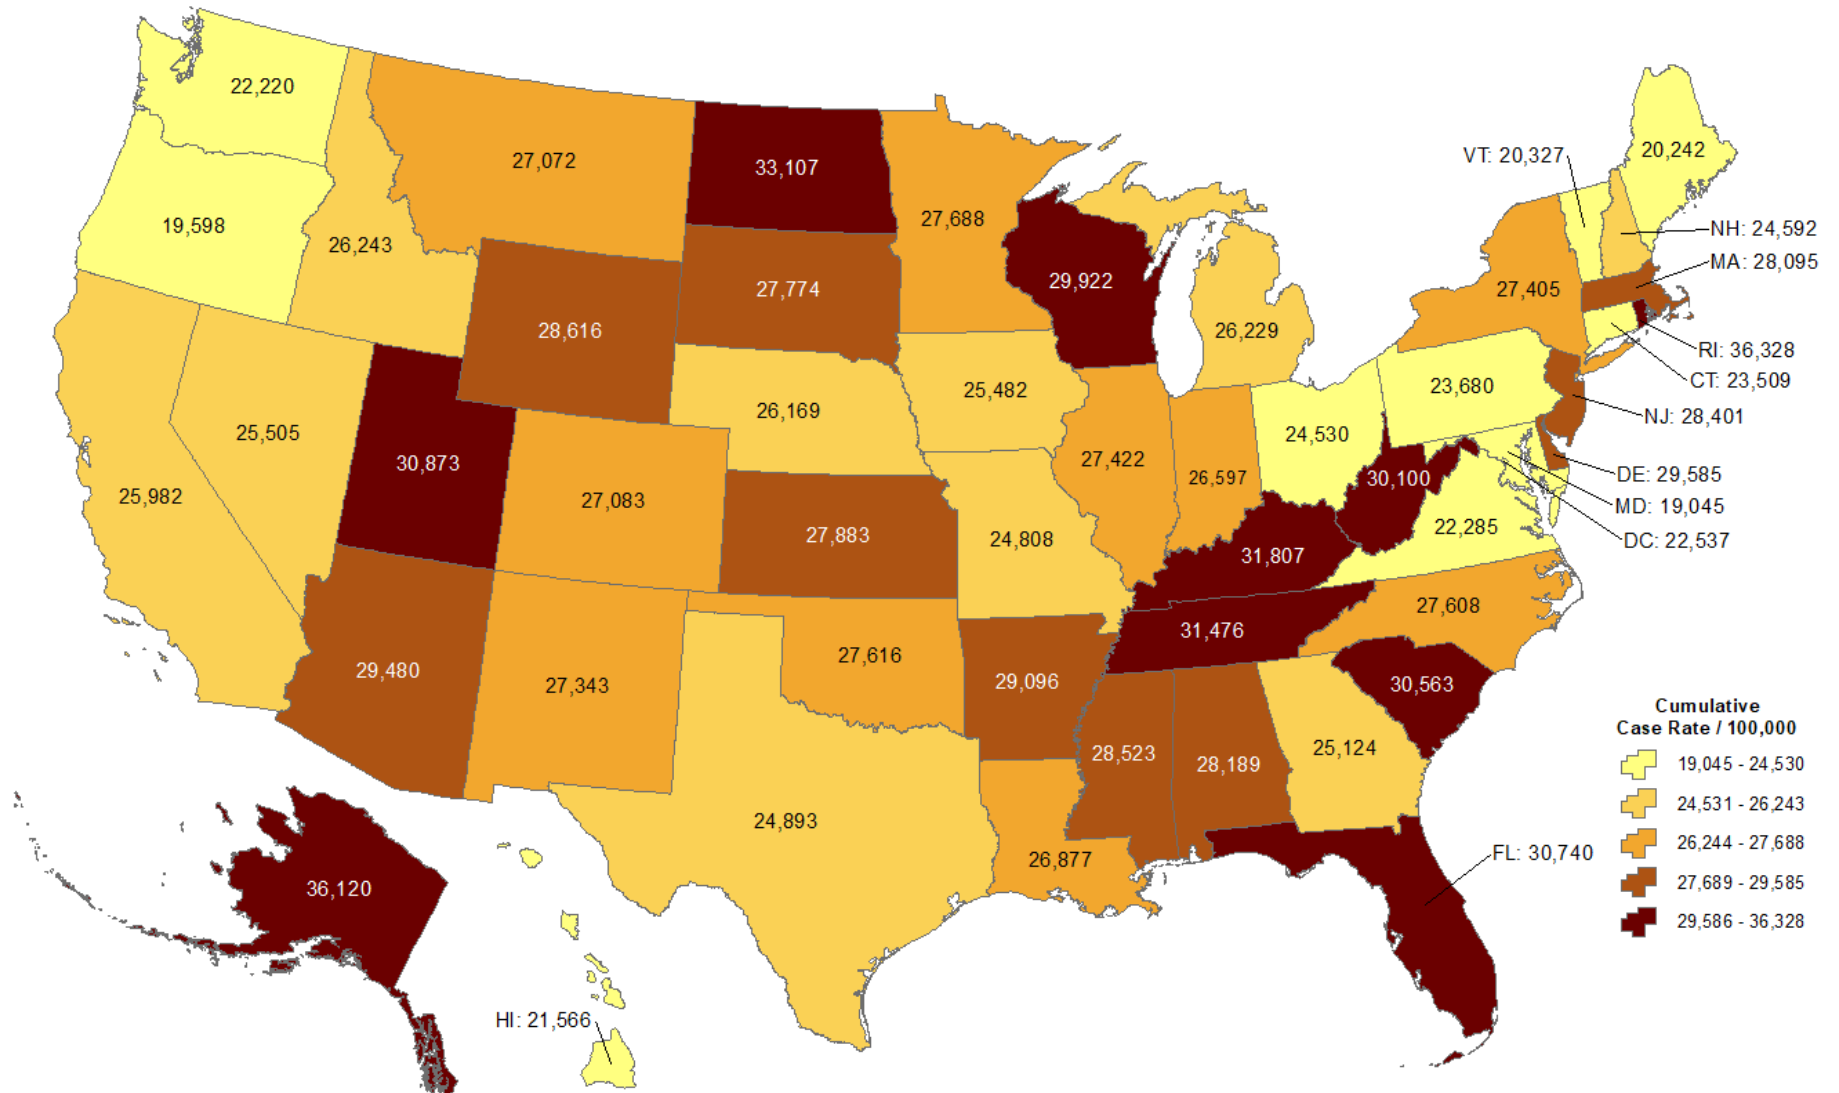 22,220
27,072
33,107
VT: 20,327
20,242
19,598
26,243
27,688
NH: 24,592
MA: 28,095
28,616
27,774
29,922
26,229
27,405
RI: 36,328
CT: 23,509
25,505
26,169
25,482
23,680
NJ: 28,401
30,873
24,530
25,982
27,083
27,883
24,808
27,422
26,597
30,100
DE: 29,585
MD: 19,045
22,285
DC: 22,537
31,807
27,608
31,476
29,480
27,343
27,616
29,096
30,563
28,523
28,189
25,124
24,893
26,877
FL: 30,740
36,120
HI: 21,566
Cumulative
Case Rate / 100,000
19,045 - 24,530
24,531 - 26,243
26,244 - 27,688
27,689 - 29,585
29,586 - 36,328